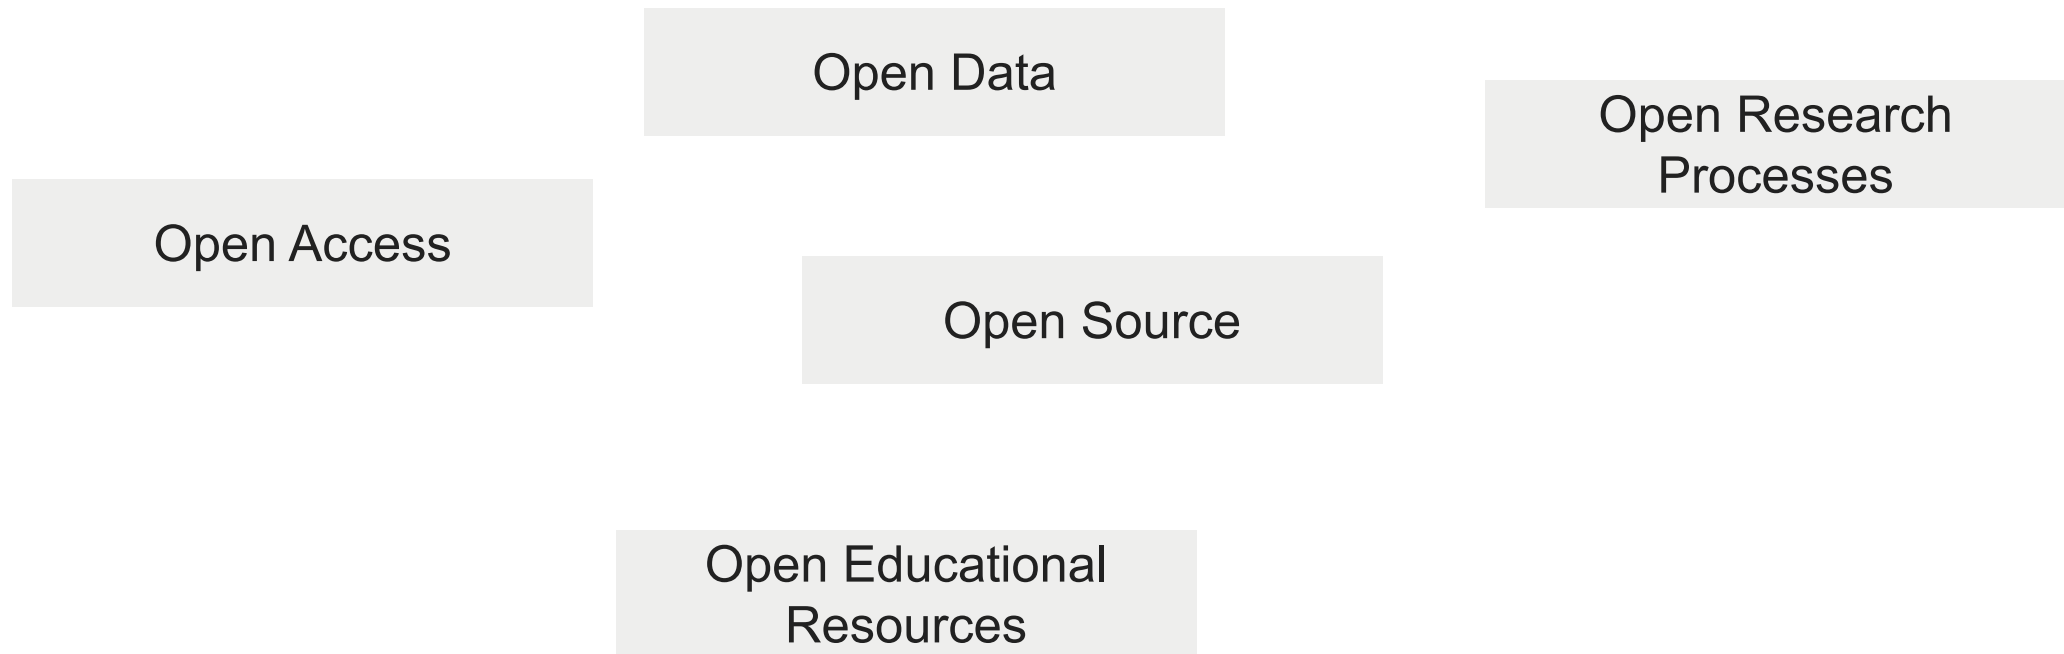 Open Data
Open Research
Processes
Open Access
Open Source
Open Educational
Resources